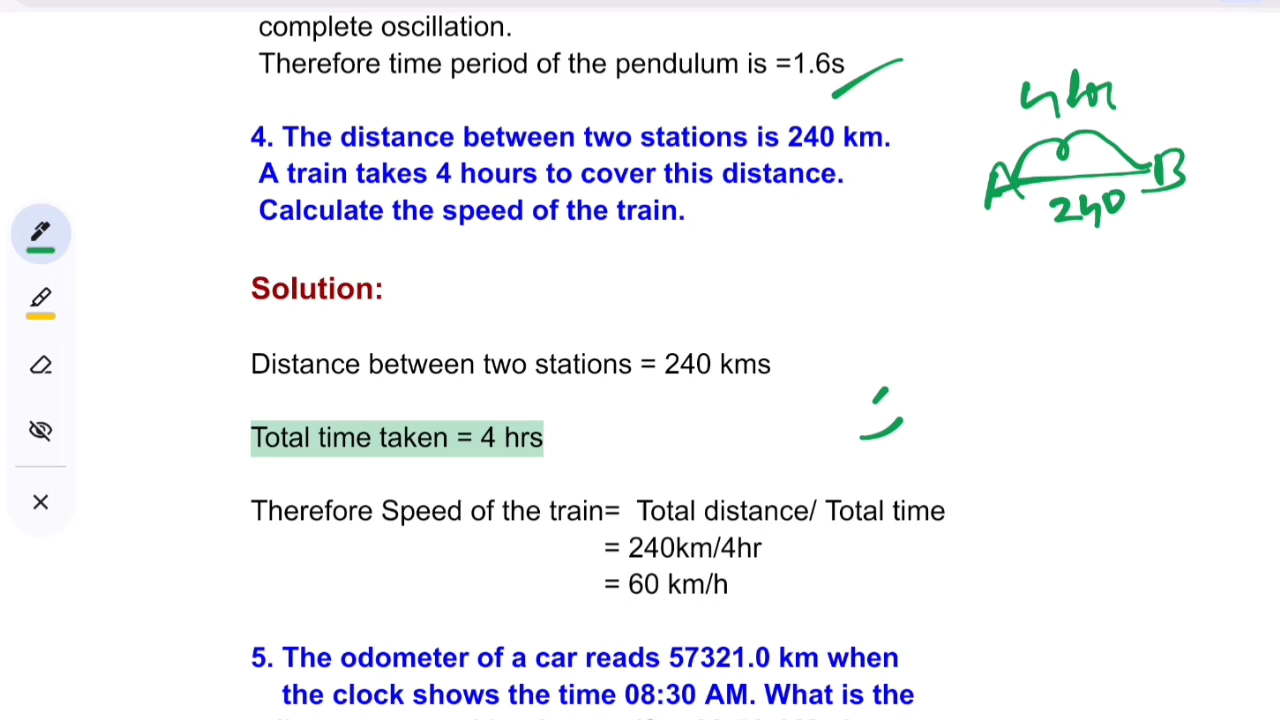 complete oscillation.
Therefore time period of the pendulum is =1.6s
4 hr
4. The distance between two stations is 240 km.
A train takes 4 hours to cover this distance.
A B
240
Calculate the speed of the train.
Solution:
Distance between two stations = 240 kms
Total time taken = 4 hrs
Therefore Speed of the train= Total distance/ Total time
= 240km/4hr
= 60 km/h
5. The odometer of a car reads 57321.0 km when
the clock shows the time 08:30 AM. What is the